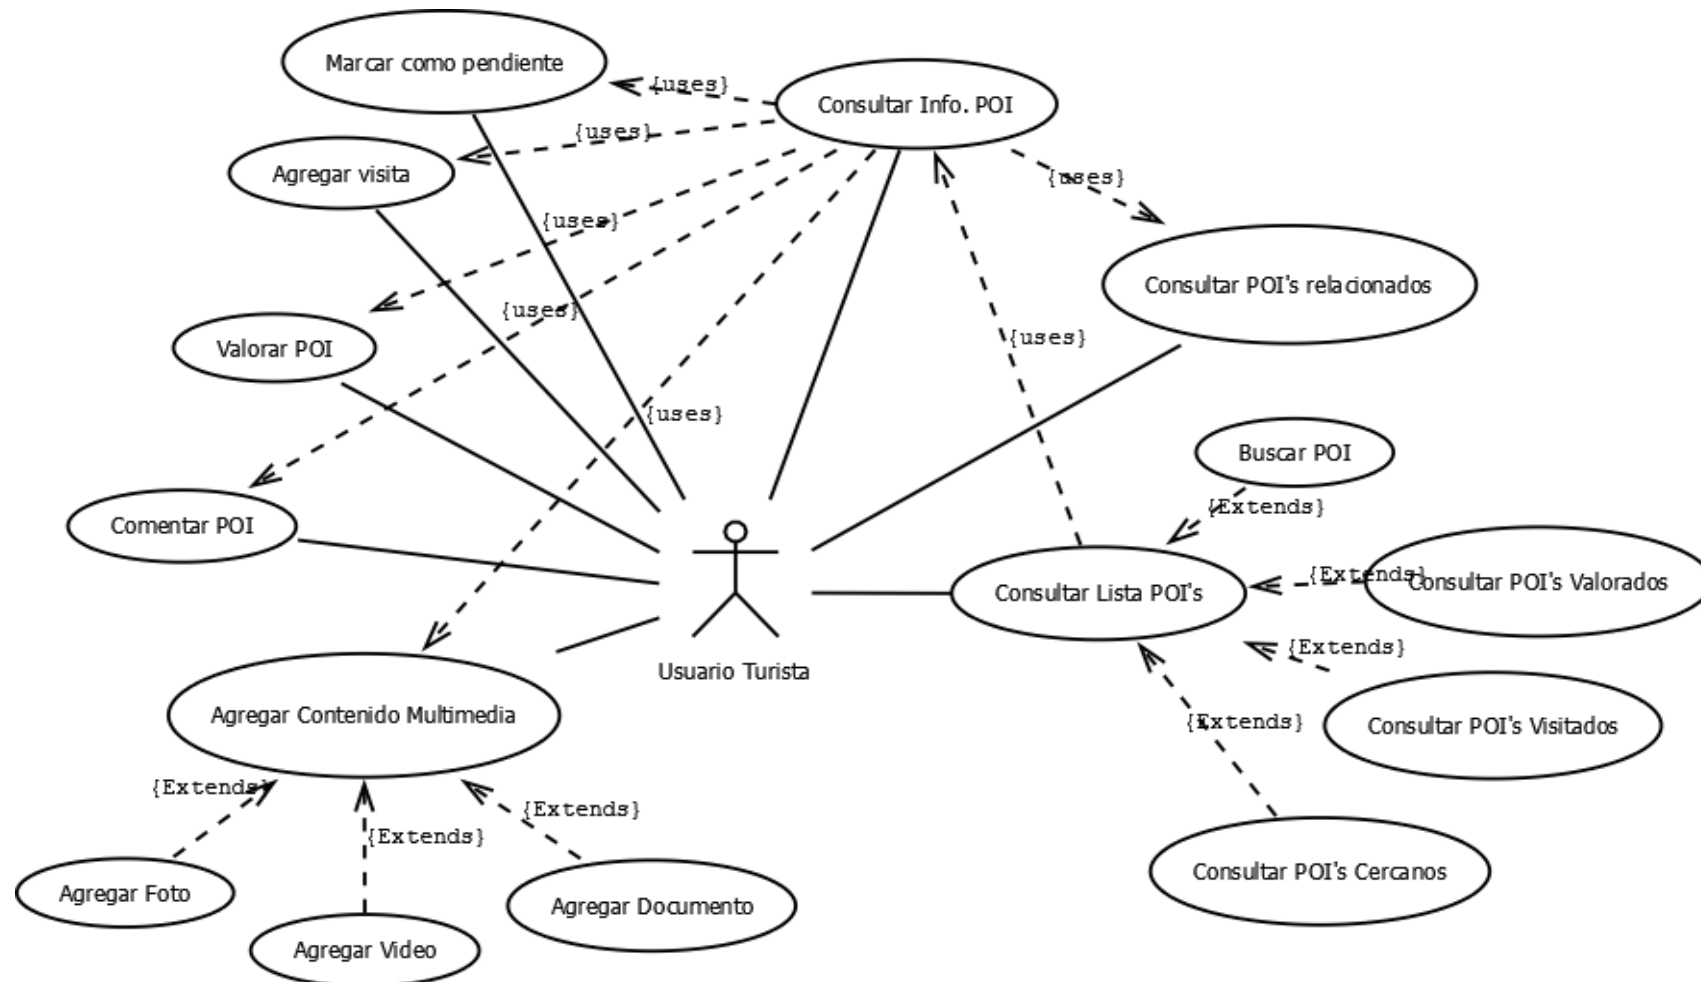 Marcar como pendiente
{uses}
Consultar Info. POI
{uses}
Agregar visita
{uses}
{uses}
Consultar POI's relacionados
{uses}
{uses}
Valorar POI
{uses}
Buscar POI
{Extends}
Comentar POI
Consultar Lista POI's
{Extends}
Consultar POI's Valorados
{Extends}
Usuario Turista
Agregar Contenido Multimedia
{Extends}
Consultar POI's Visitados
{Extends}
{Extends}
{Extends}
Consultar POI's Cercanos
Agregar Foto
Agregar Documento
Agregar Video